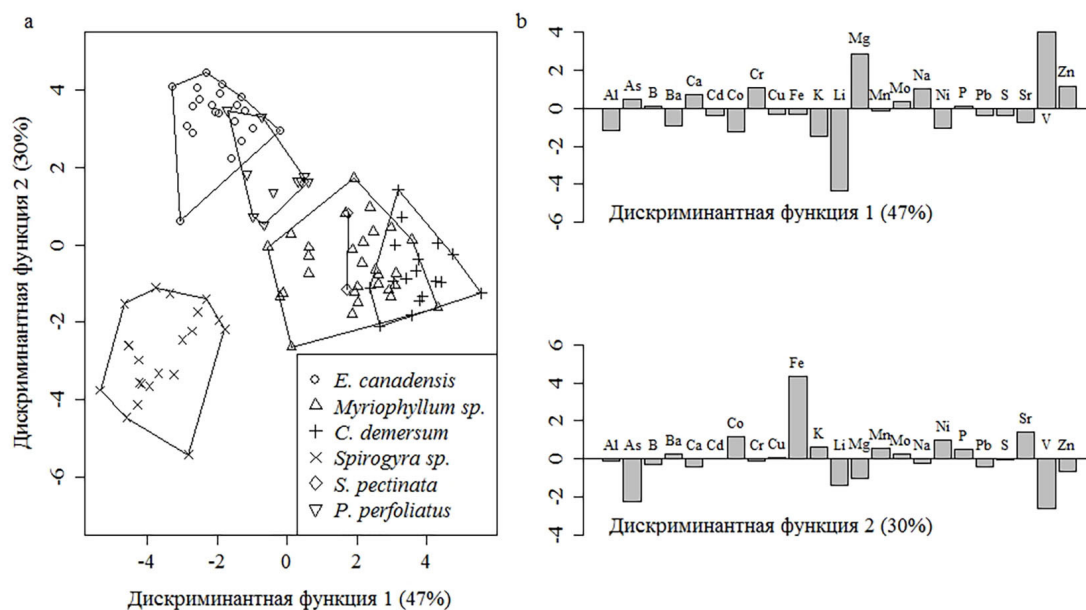 a
Дискриминантная функция 2 (30%)
4
2
0
-2
-4
-6
-4
-2
0
2
4
Дискриминантная функция 1 (47%)
E. canadensis
Myriophyllum sp.
C. demersum
Spirogyra sp.
S. pectinata
P. perfoliatus
b
4
2
0
-2
-4
-6
Al As B Ba Ca Cd Co Cr Cu Fe K Li Mg Mn Mo Na Ni P Pb S Sr V Zn
Дискриминантная функция 1 (47%)
4
2
0
-2
-4
Al As B Ba Ca Cd Co Cr Cu Fe K Li Mg Mn Mo Na Ni P Pb S Sr V Zn
Дискриминантная функция 2 (30%)